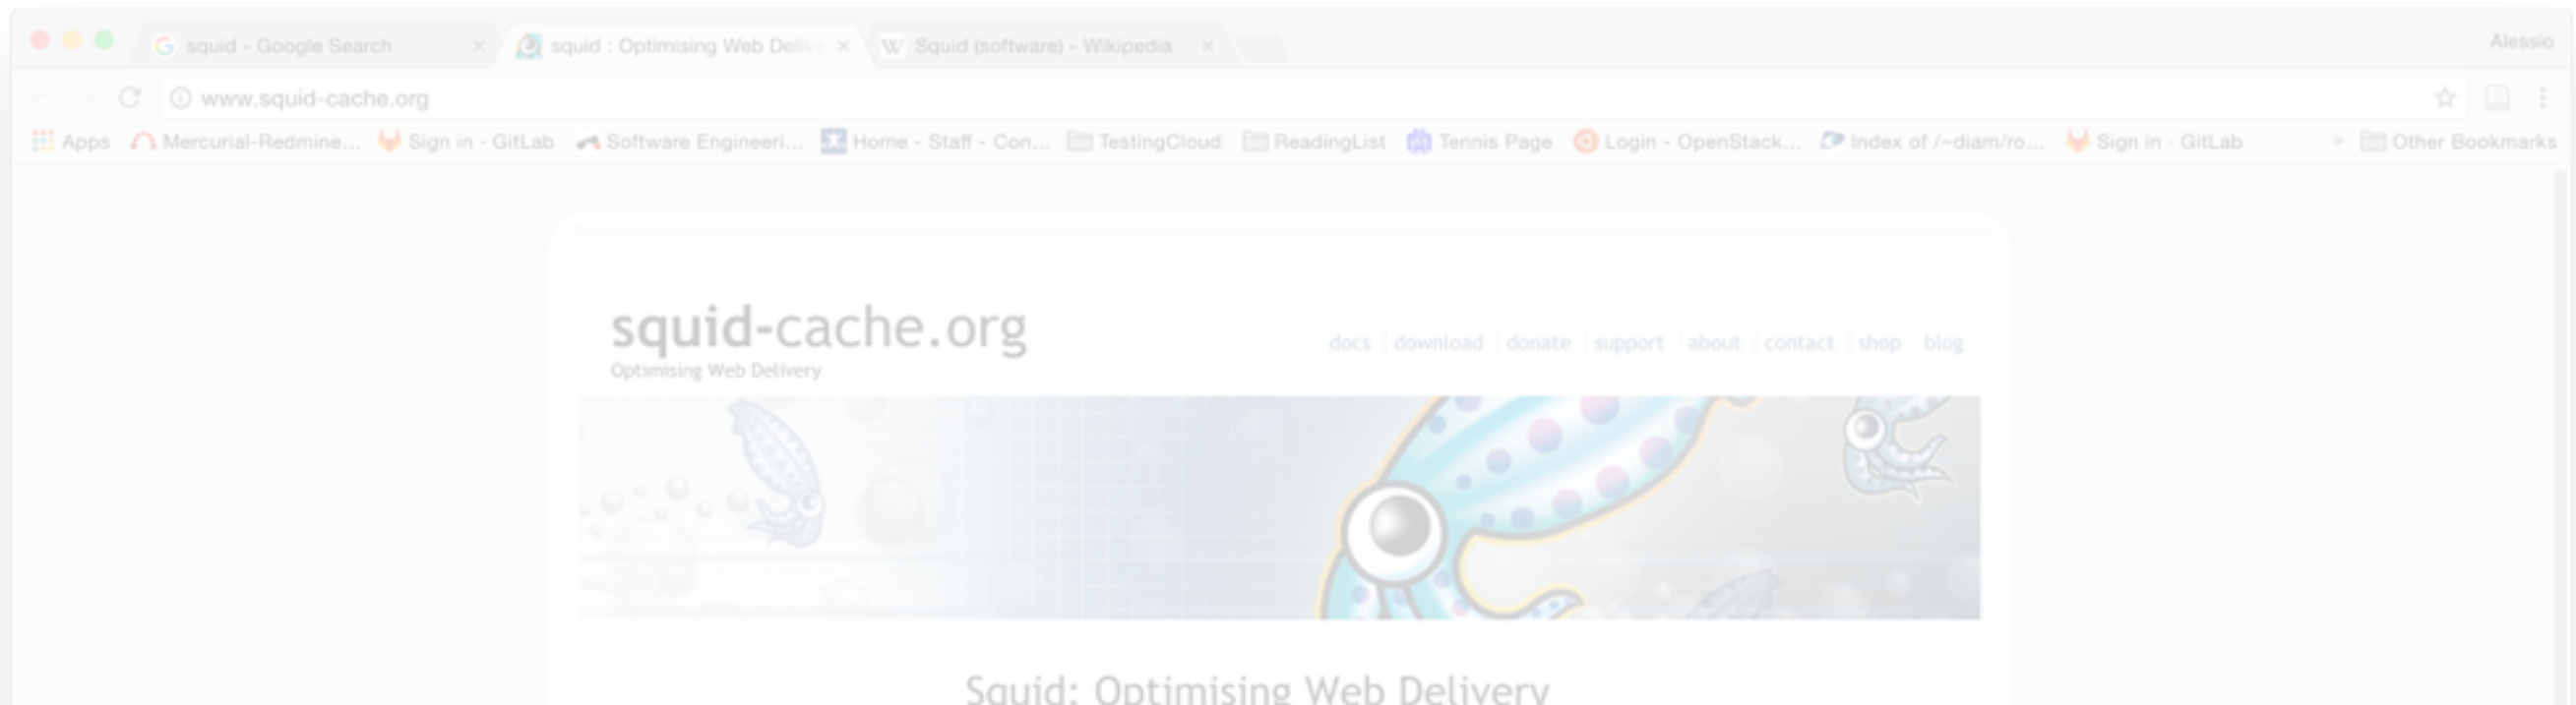 squid - Google Search
squid : Optimising Web Delive
Squid (software) - Wikipedia
Alessio
www.squid-cache.org
Apps Mercurial-Redmine... Sign in · GitLab Software Engineeri... Home - Staff - Con... TestingCloud ReadingList Tennis Page Login - OpenStack... Index of /~diam/ro... Sign in · GitLab » Other Bookmarks
squid-cache.org
Optimising Web Delivery
docs download donate support about contact shop blog
Squid: Optimising Web Delivery